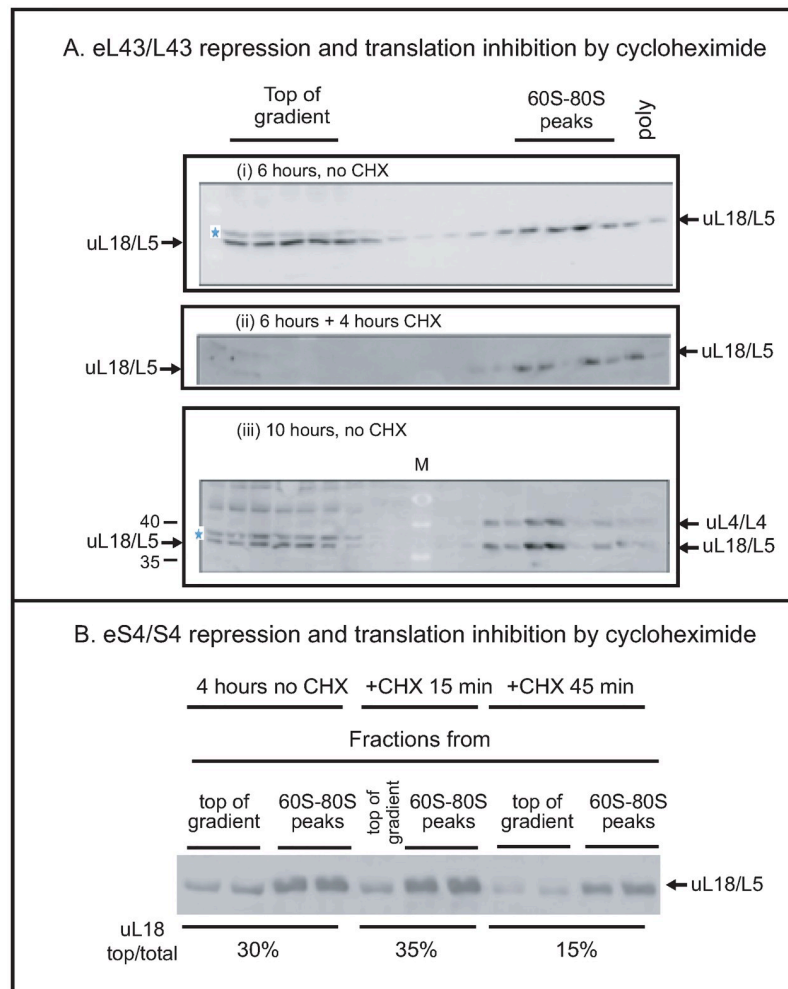 A. eL43/L43 repression and translation inhibition by cycloheximide
Top of
gradient
60S-80S
peaks
poly
(i) 6 hours, no CHX
uL18/L5
uL18/L5
(ii) 6 hours + 4 hours CHX
uL18/L5
uL18/L5
(iii) 10 hours, no CHX
M
40
uL4/L4
uL18/L5
uL18/L5
35
B. eS4/S4 repression and translation inhibition by cycloheximide
4 hours no CHX +CHX 15 min +CHX 45 min
Fractions from
top of
gradient
60S-80S
peaks
top of
gradient
60S-80S
peaks
top of
gradient
60S-80S
peaks
uL18/L5
uL18
top/total
30% 35% 15%